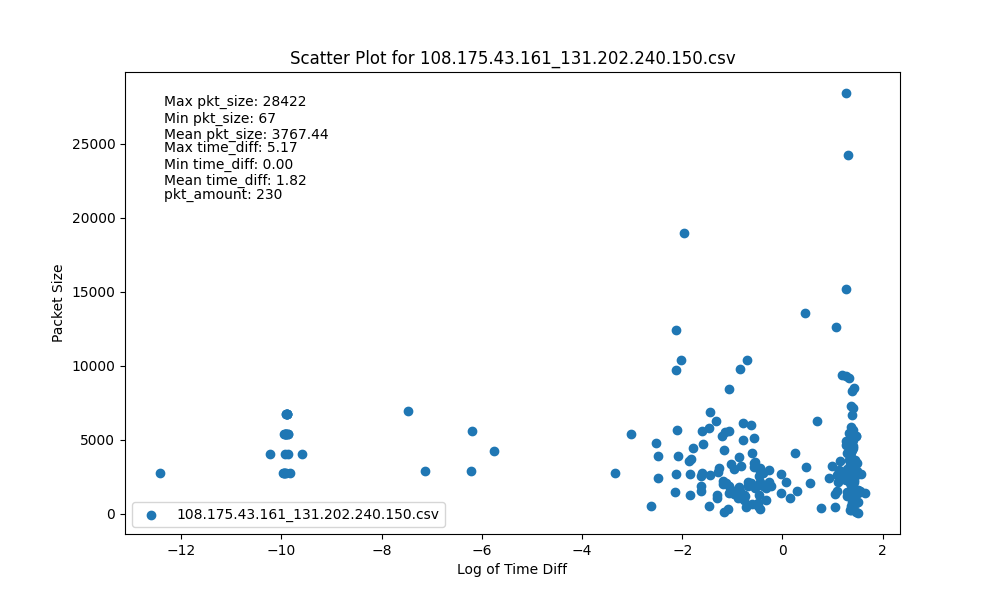 Scatter Plot for 108.175.43.161_131.202.240.150.csv
Max pkt_size: 28422
Min pkt_size: 67
Mean pkt_size: 3767.44
Max time_diff: 5.17
Min time_diff: 0.00
Mean time_diff: 1.82
pkt_amount: 230
Packet Size
25000
20000
15000
10000
5000
0
108.175.43.161_131.202.240.150.csv
−12 −10 −8 −6 −4 −2 0 2
Log of Time Diff